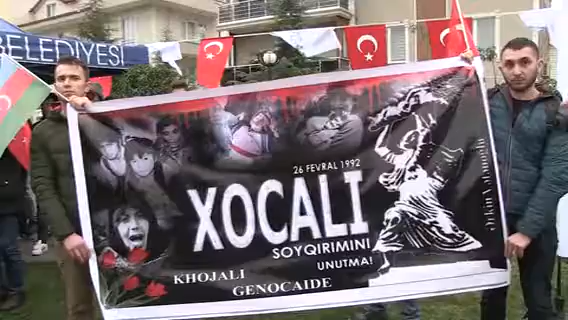 BELEDİYESİ
26 FEVRAL 1992
XOCALI
SOYQIRIMINI
UNUTMA!
KHOJALI
GENOCAIDE